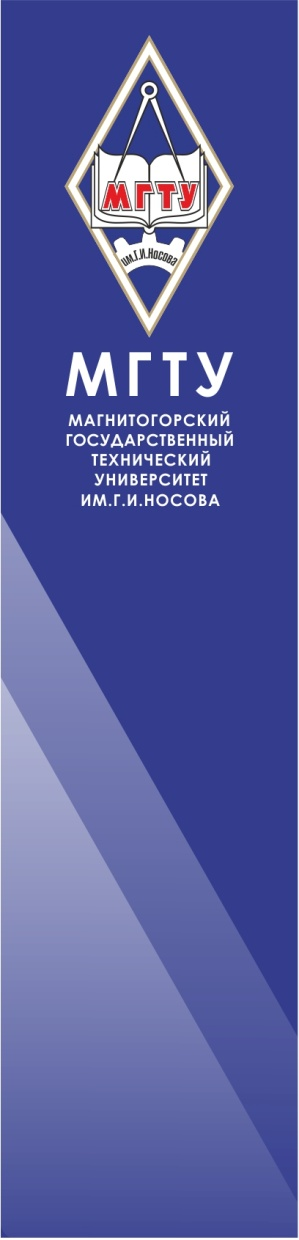 МГТУ
им.Г.И.Носова
МГТУ
МАГНИТОГОРСКИЙ
ГОСУДАРСТВЕННЫЙ
ТЕХНИЧЕСКИЙ
УНИВЕРСИТЕТ
ИМ.Г.И.НОСОВА